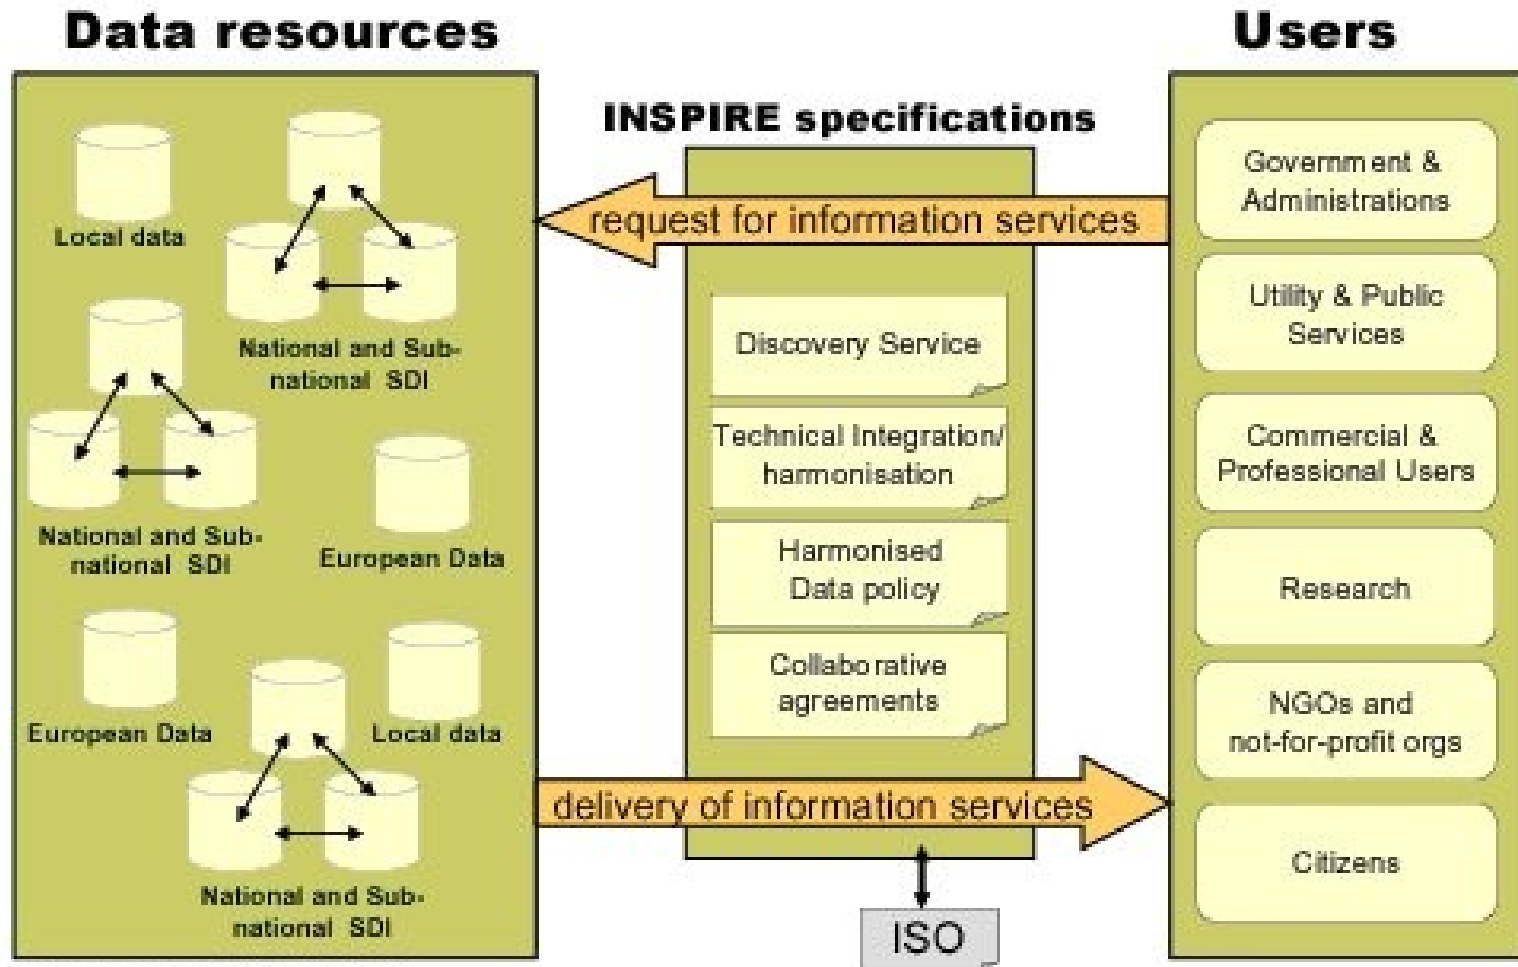 Data resources
Local data
National and Sub-
national SDI
National and Sub-
national SDI
European Data
European Data
Local data
National and Sub-
national SDI
INSPIRE specifications
request for information services
Discovery Service
Technical Integration/
harmonisation
Harmonised
Data policy
Collaborative
agreements
delivery of information services
ISO
Users
Government &
Administrations
Utility & Public
Services
Commercial &
Professional Users
Research
NGOs and
not-for-profit orgs
Citizens